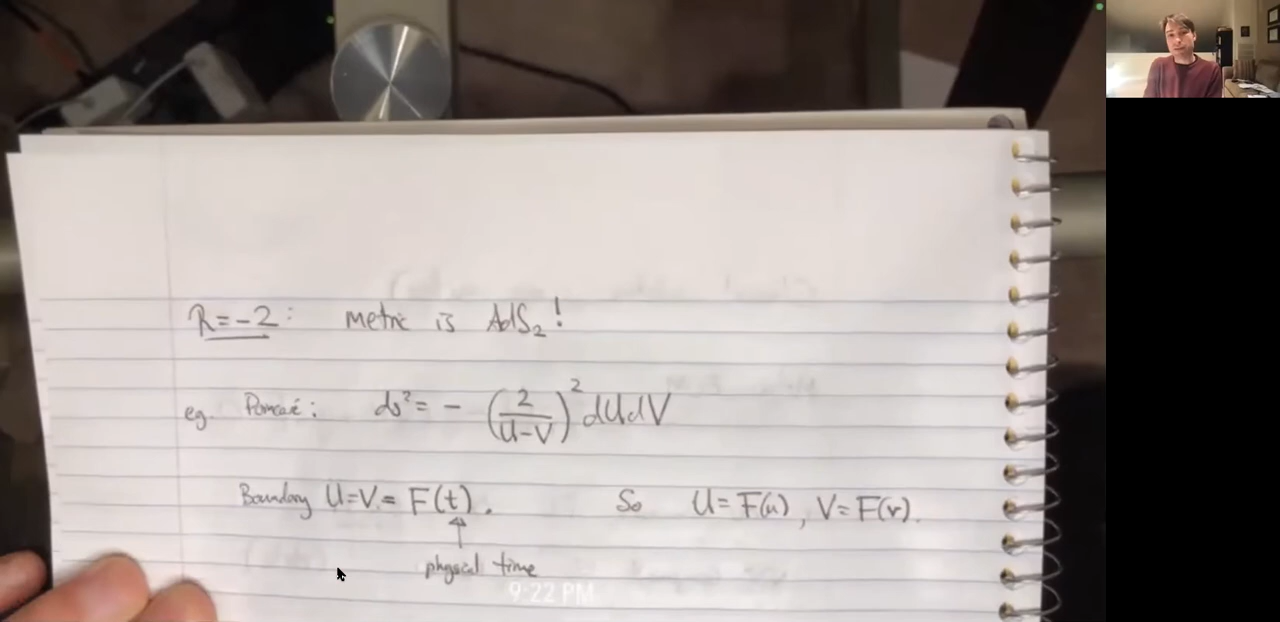 R=-2: metric is AdS₂!
eg. Poincaré: ds² = - (2/(U-V))² dUdV
Boundary U=V= F(t). So U=F(u), V=F(v).
physical time
9:22 PM